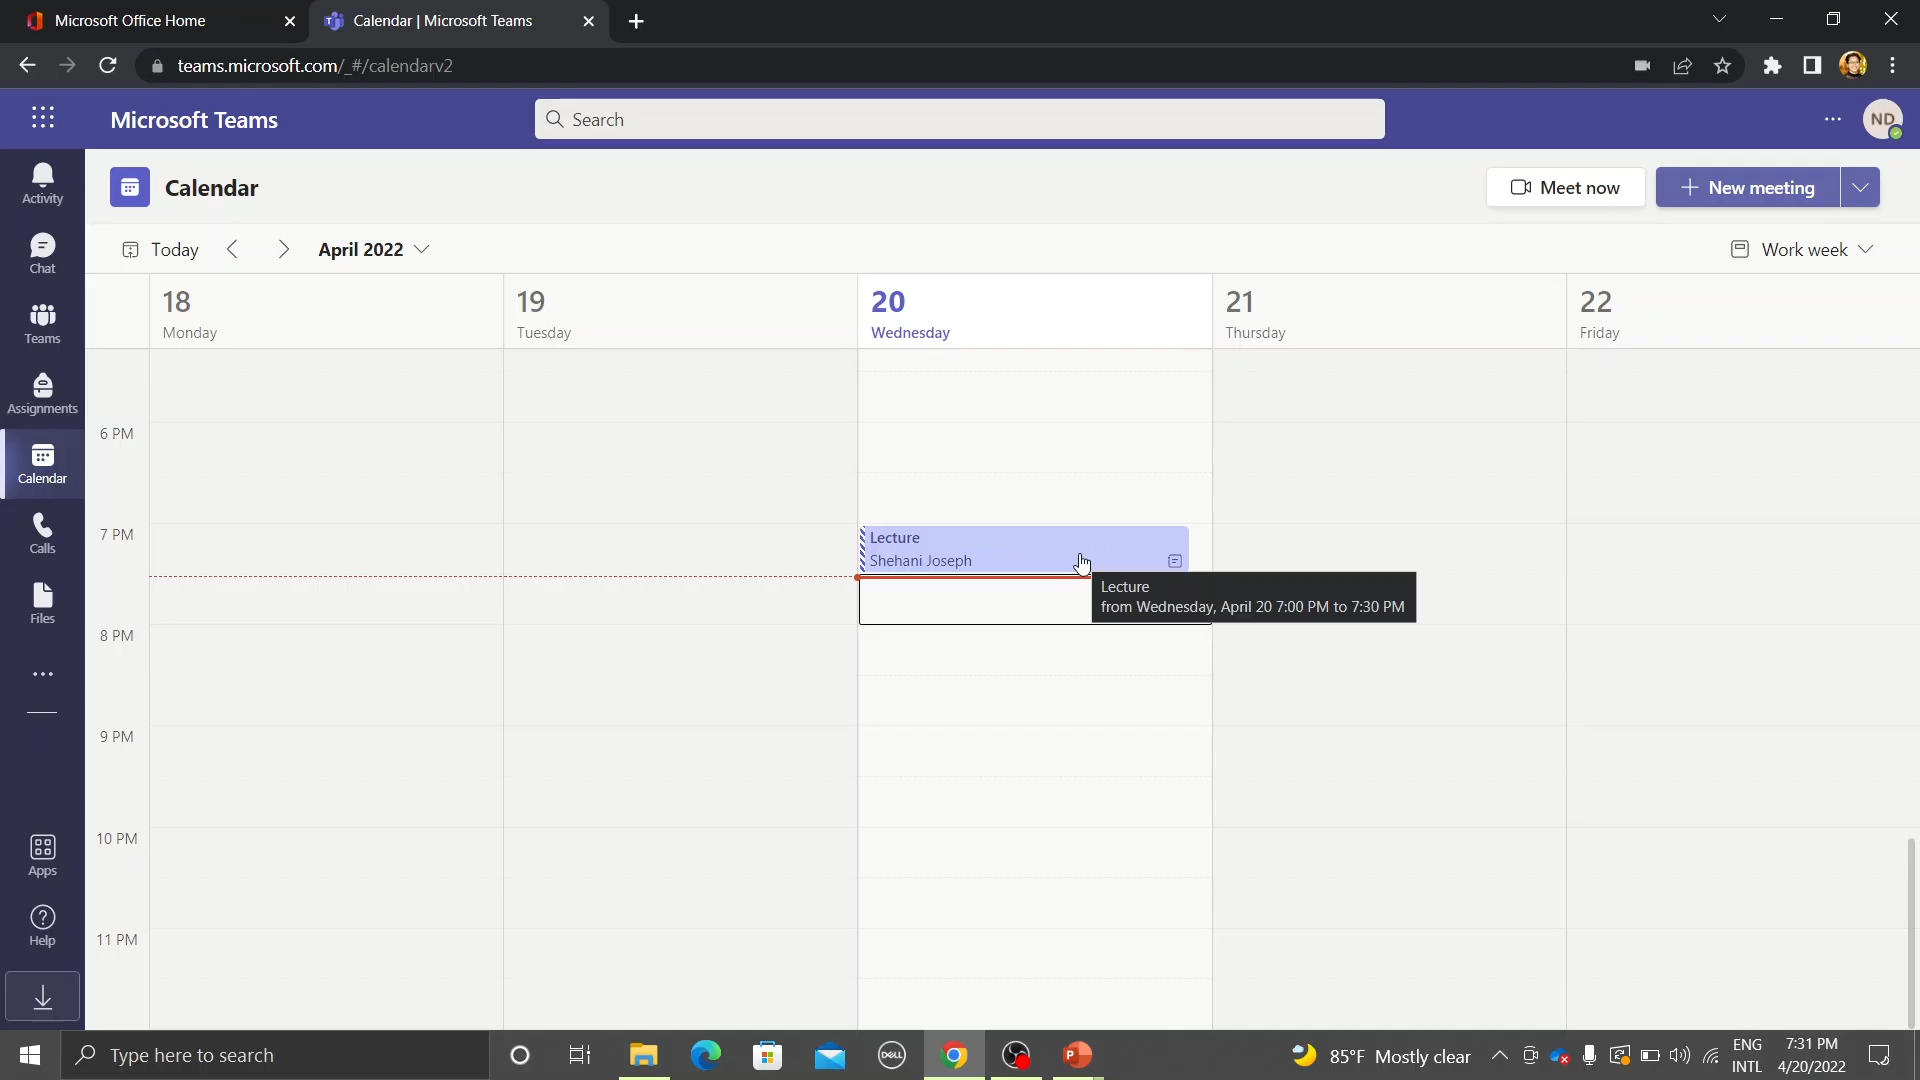 Microsoft Office Home
Calendar | Microsoft Teams
teams.microsoft.com/_#/calendarv2
Microsoft Teams
Search
ND
Activity
Chat
Teams
Assignments
Calendar
Calls
Files
Apps
Help
Calendar
Meet now
New meeting
Today
April 2022
Work week
18
Monday
19
Tuesday
20
Wednesday
21
Thursday
22
Friday
6 PM
7 PM
8 PM
9 PM
10 PM
11 PM
Lecture
Shehani Joseph
Lecture
from Wednesday, April 20 7:00 PM to 7:30 PM
Type here to search
DELL
P
85°F Mostly clear
ENG
INTL
7:31 PM
4/20/2022